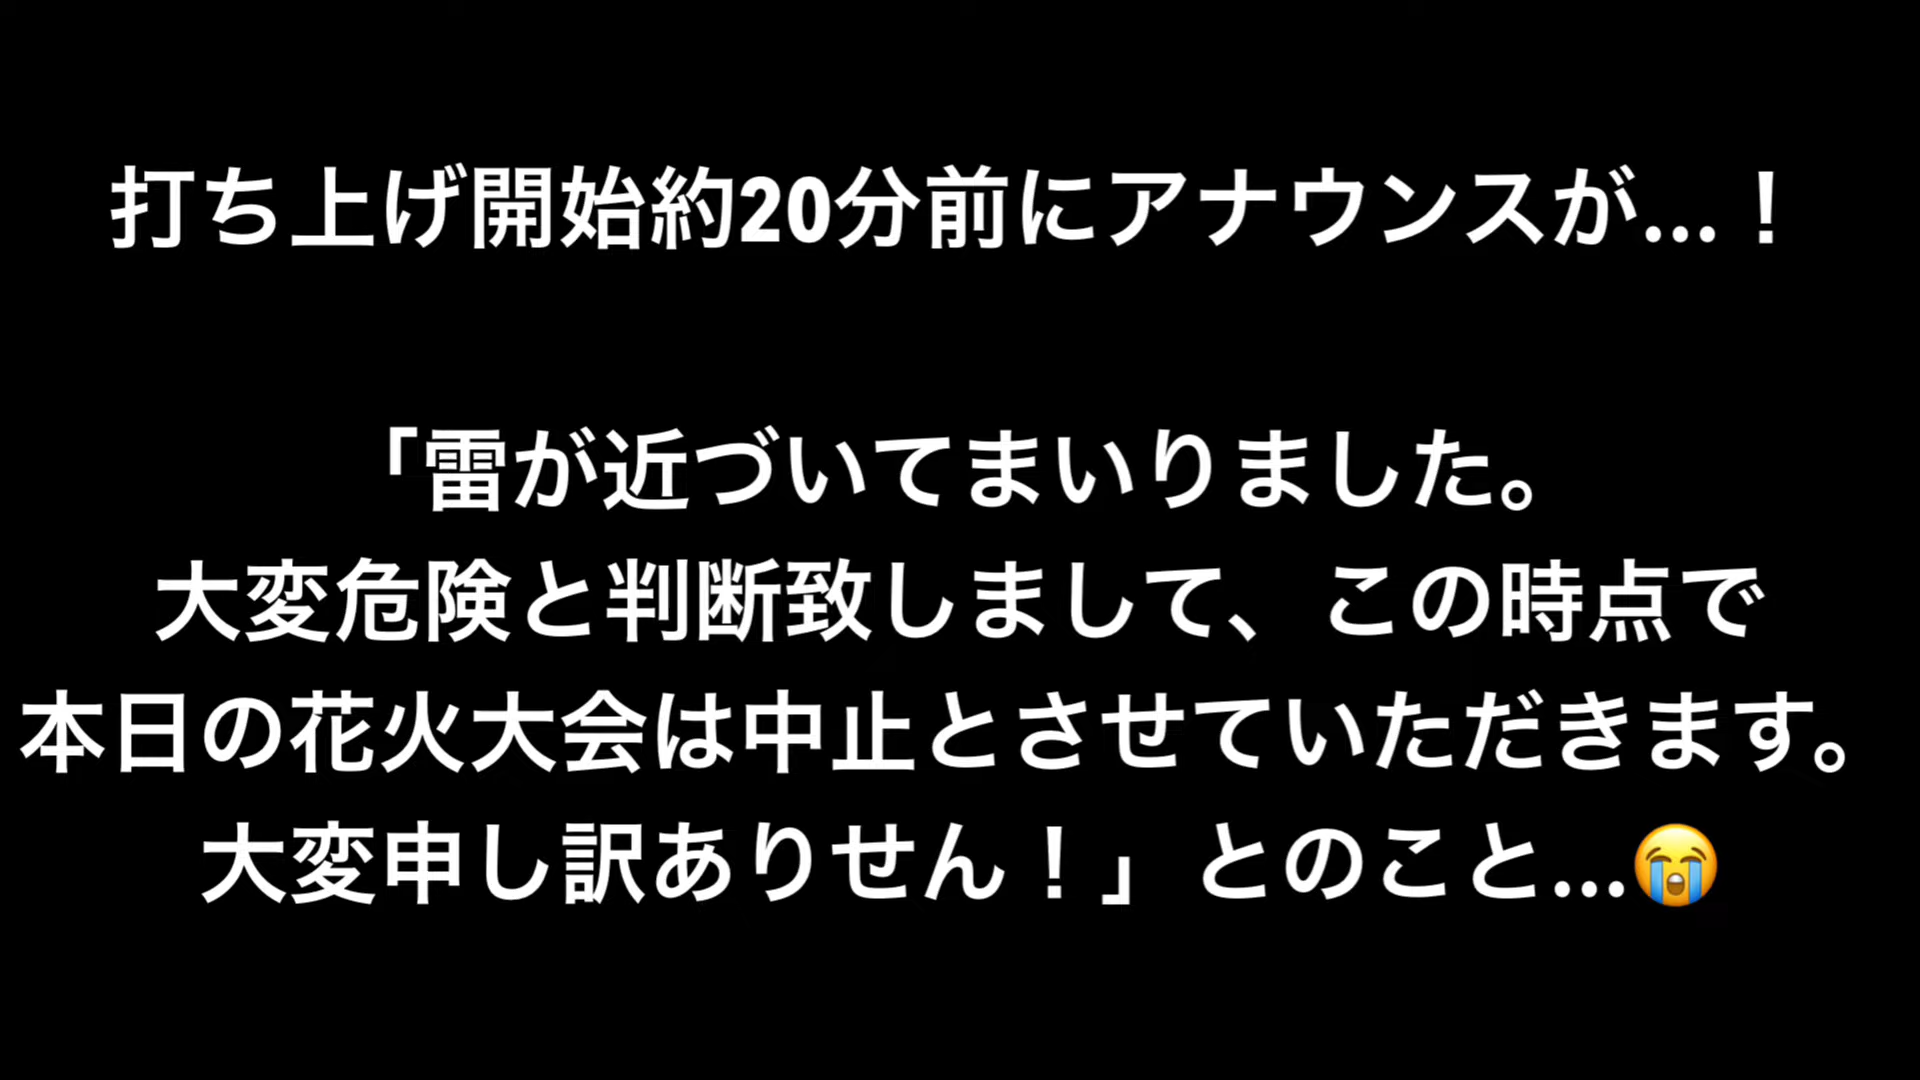 打ち上げ開始約20分前にアナウンスが…！
「雷が近づいてまいりました。
大変危険と判断致しまして、この時点で
本日の花火大会は中止とさせていただきます。
大変申し訳ありせん！」とのこと…😭